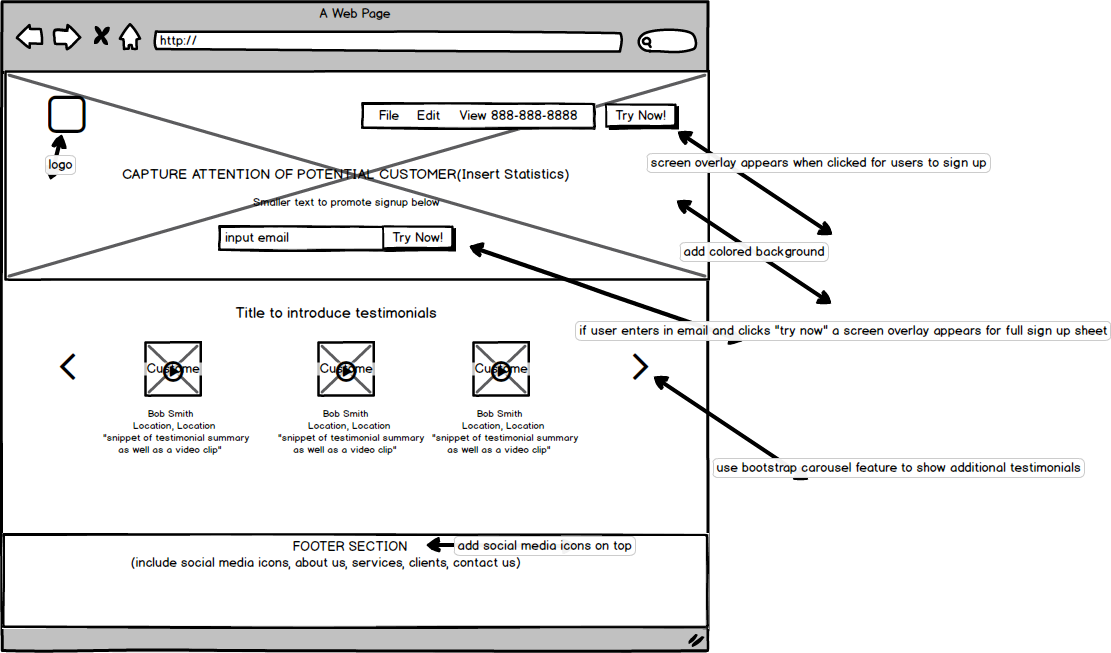 A Web Page
http://
File Edit View 888-888-8888
Try Now!
logo
screen overlay appears when clicked for users to sign up
CAPTURE ATTENTION OF POTENTIAL CUSTOMER(Insert Statistics)
Smaller text to promote signup below
input email
Try Now!
add colored background
Title to introduce testimonials
if user enters in email and clicks "try now" a screen overlay appears for full sign up sheet
Custome
Custome
Custome
Bob Smith
Location, Location
"snippet of testimonial summary
as well as a video clip"
Bob Smith
Location, Location
"snippet of testimonial summary
as well as a video clip"
Bob Smith
Location, Location
"snippet of testimonial summary
as well as a video clip"
use bootstrap carousel feature to show additional testimonials
FOOTER SECTION
add social media icons on top
(include social media icons, about us, services, clients, contact us)